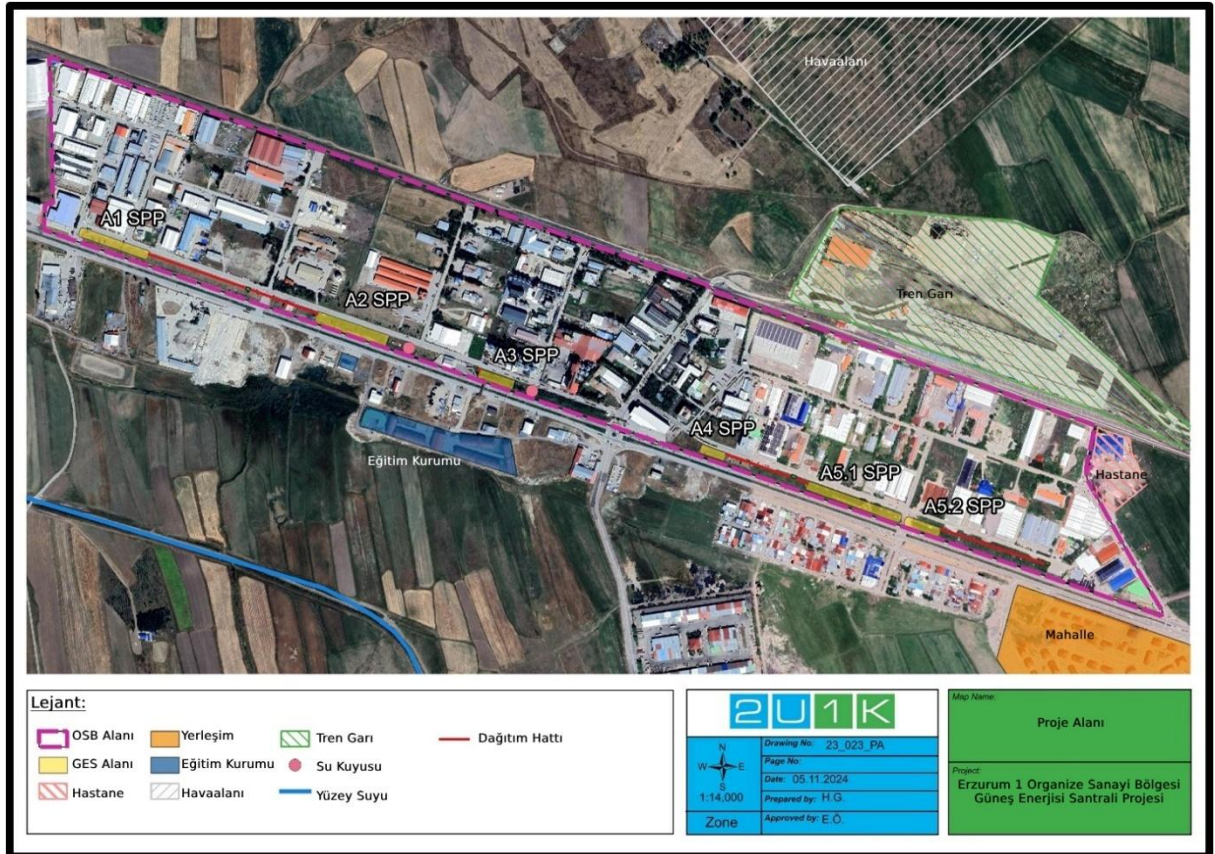 Havaalanı
A1 SPP
A2 SPP
Tren Garı
A3 SPP
A4 SPP
Eğitim Kurumu
A5.1 SPP
Hastane
A5.2 SPP
Mahalle
Lejant:
OSB Alanı
Yerleşim
Tren Garı
Dağıtım Hattı
GES Alanı
Eğitim Kurumu
Su Kuyusu
Hastane
Havaalanı
Yüzey Suyu
2U1K
N
W E
S
1:14,000
Zone
Drawing No: 23_023_PA
Page No:
Date: 05.11.2024
Prepared by: H.G.
Approved by: E.Ö.
Map Name:
Proje Alanı
Project:
Erzurum 1 Organize Sanayi Bölgesi
Güneş Enerjisi Santrali Projesi